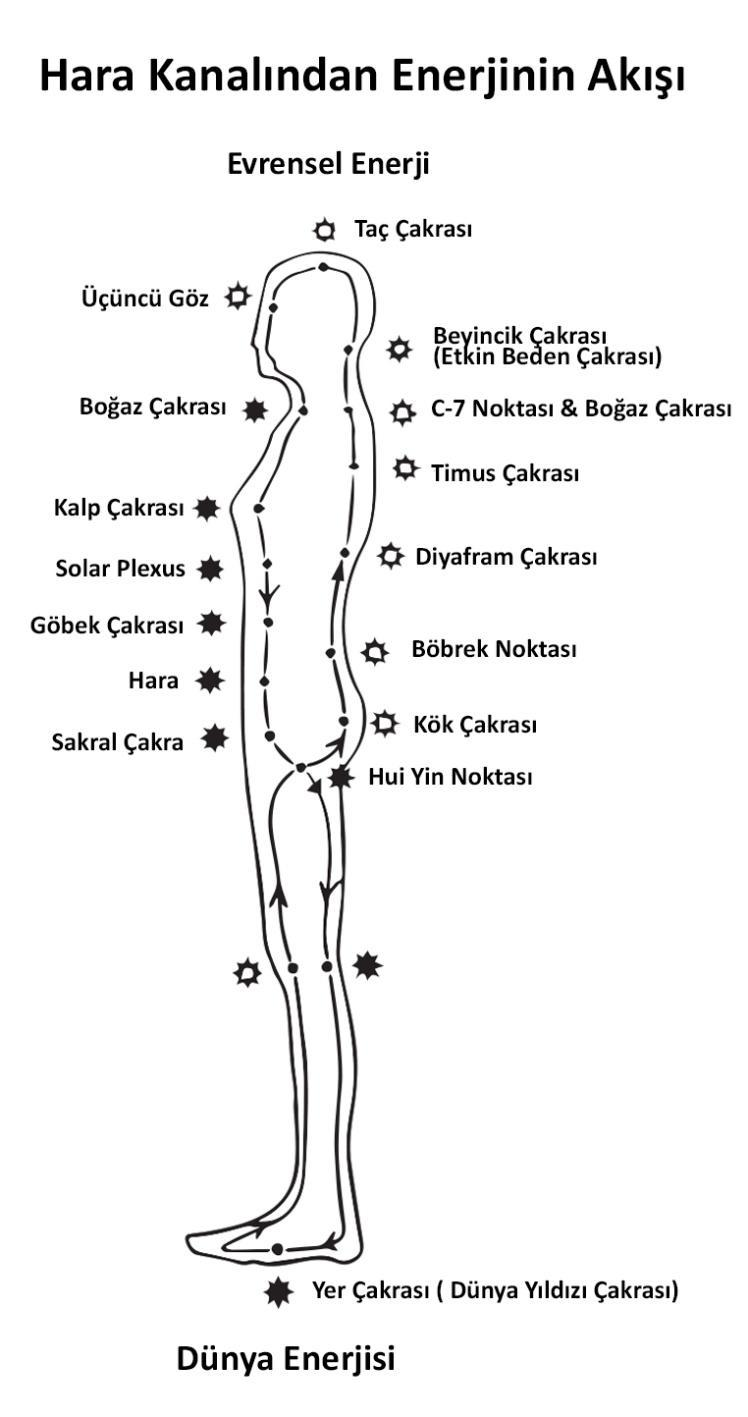 Hara Kanalından Enerjinin Akışı
Evrensel Enerji
Taç Çakrası
Üçüncü Göz
Beyincik Çakrası
(Etkin Beden Çakrası)
Boğaz Çakrası
C-7 Noktası & Boğaz Çakrası
Timus Çakrası
Kalp Çakrası
Diyafram Çakrası
Solar Plexus
Göbek Çakrası
Böbrek Noktası
Hara
Kök Çakrası
Sakral Çakra
Hui Yin Noktası
Yer Çakrası ( Dünya Yıldızı Çakrası)
Dünya Enerjisi